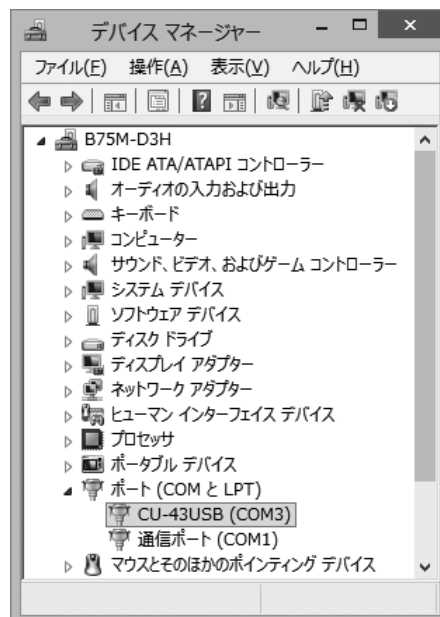 デバイス マネージャー
ファイル(F) 操作(A) 表示(V) ヘルプ(H)
B75M-D3H
IDE ATA/ATAPI コントローラー
オーディオの入力および出力
キーボード
コンピューター
サウンド、ビデオ、およびゲーム コントローラー
システム デバイス
ソフトウェア デバイス
ディスク ドライブ
ディスプレイ アダプター
ネットワーク アダプター
ヒューマン インターフェイス デバイス
プロセッサ
ポータブル デバイス
ポート (COM と LPT)
CU-43USB (COM3)
通信ポート (COM1)
マウスとそのほかのポインティング デバイス